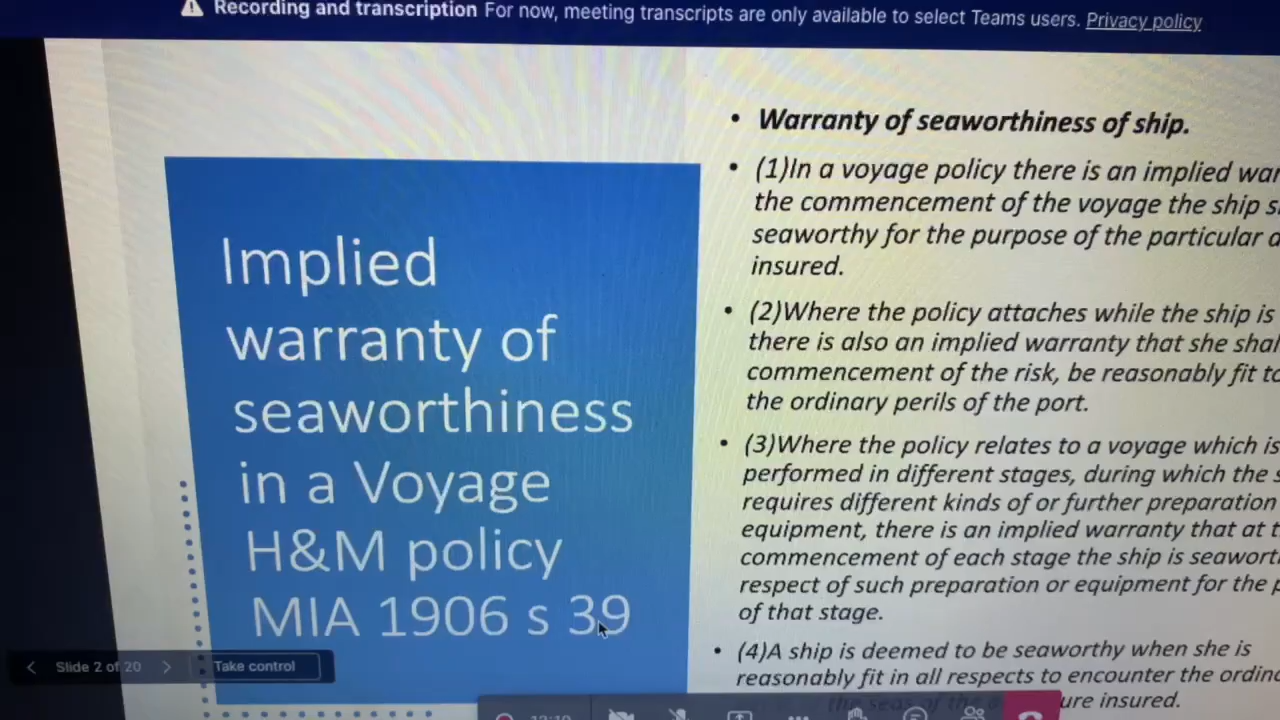 Recording and transcription For now, meeting transcripts are only available to select Teams users. Privacy policy
Implied
warranty of
seaworthiness
in a Voyage
H&M policy
MIA 1906 s 39
• Warranty of seaworthiness of ship.
• (1)In a voyage policy there is an implied
the commencement of the voyage the ship
seaworthy for the purpose of the particular
insured.
• (2)Where the policy attaches while the ship is
there is also an implied warranty that she
commencement of the risk, be reasonably fit
the ordinary perils of the port.
• (3)Where the policy relates to a voyage which is
performed in different stages, during which the
requires different kinds of or further preparation
equipment, there is an implied warranty that at
commencement of each stage the ship is
respect of such preparation or equipment for the
of that stage.
• (4)A ship is deemed to be seaworthy when she is
reasonably fit in all respects to encounter the
the seas of the insured.
Slide 2 of 20
Take control